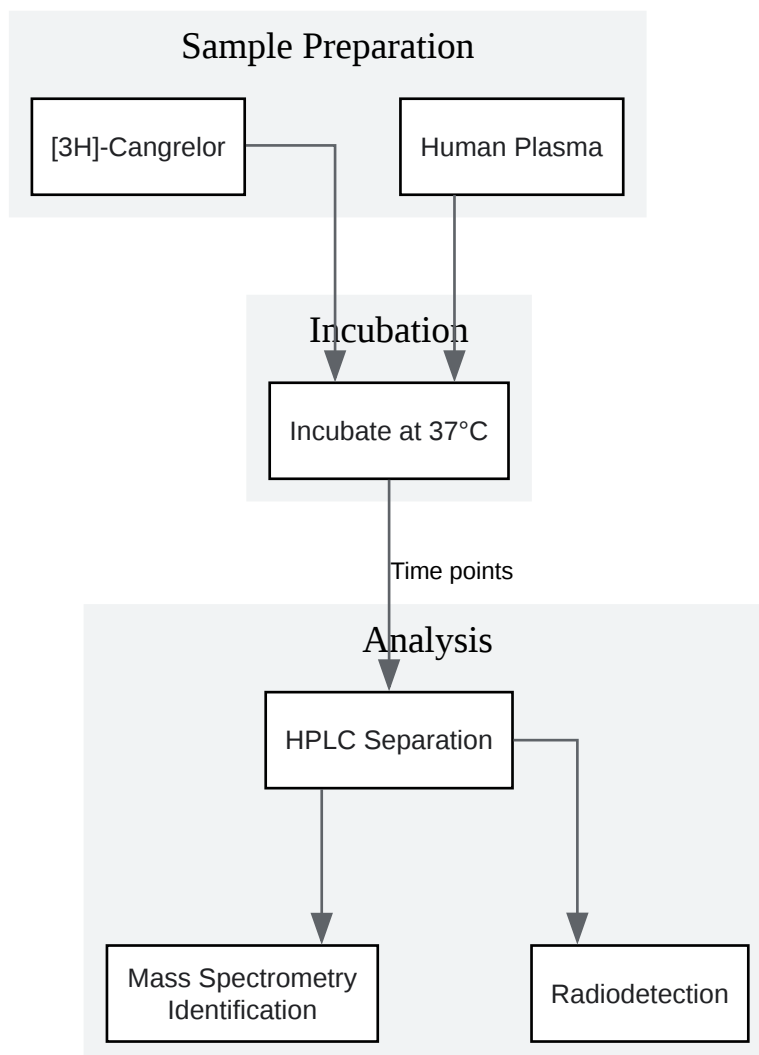 Sample Preparation
[3H]-Cangrelor
Human Plasma
Incubation
Incubate at 37°C
Time points
Analysis
HPLC Separation
Mass Spectrometry
Identification
Radiodetection